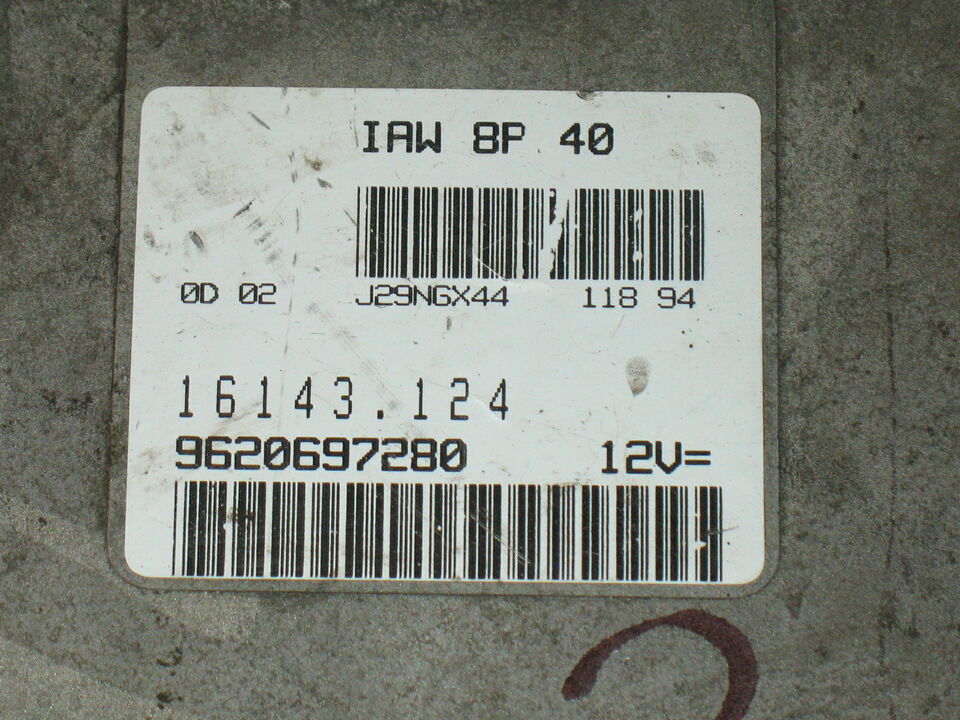 IAW 8P 40
0D 02 J29NGX44 118 94
16143.124
9620697280 12V=